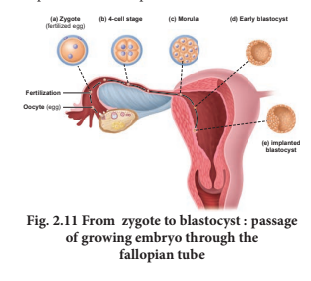 (a) Zygote
(fertilized egg)
(b) 4-cell stage
(c) Morula
(d) Early blastocyst
Fertilization
Oocyte (egg)
(e) implanted
blastocyst
Fig. 2.11 From zygote to blastocyst : passage
of growing embryo through the
fallopian tube